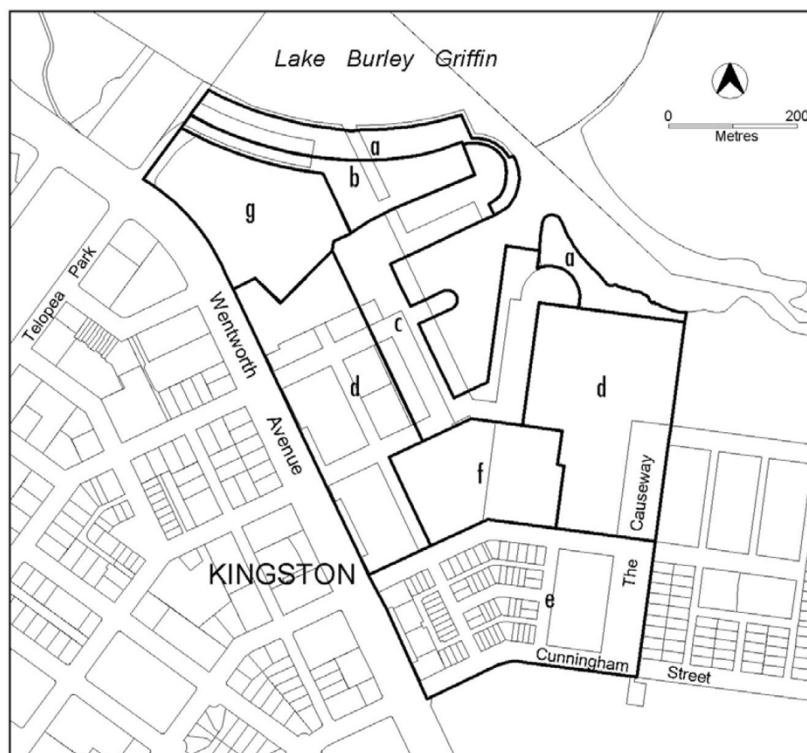 Lake Burley Griffin
0 200
Metres
a
b
g
a
Telopea Park
Wentworth
Avenue
c
d
d
f
Causeway
The
KINGSTON
e
Cunningham
Street